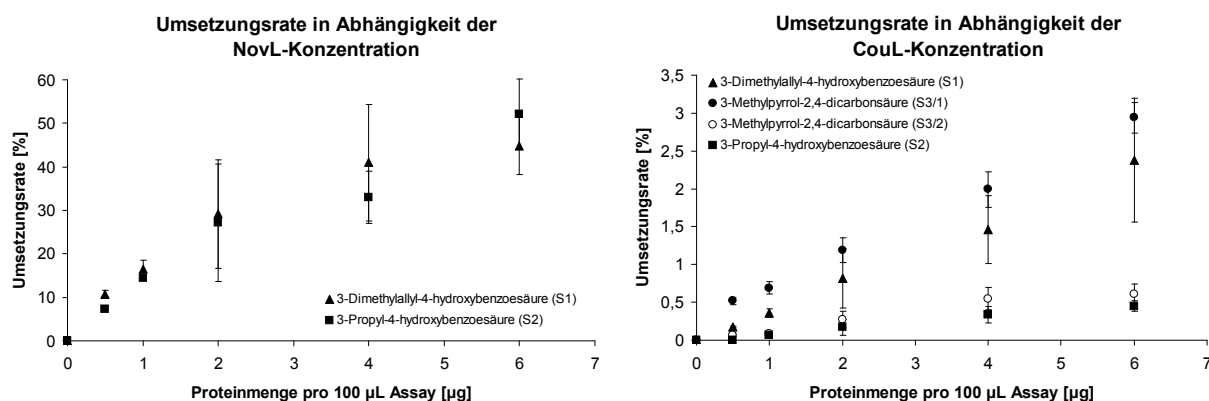 Umsetzungsrate in Abhängigkeit der
NovL-Konzentration
Umsetzungsrate [%]
60
50
40
30
20
10
0
▲ 3-Dimethylallyl-4-hydroxybenzoesäure (S1)
■ 3-Propyl-4-hydroxybenzoesäure (S2)
0 1 2 3 4 5 6 7
Proteinmenge pro 100 µL Assay [µg]
Umsetzungsrate in Abhängigkeit der
CouL-Konzentration
Umsetzungsrate [%]
3,5
3
2,5
2
1,5
1
0,5
0
▲ 3-Dimethylallyl-4-hydroxybenzoesäure (S1)
● 3-Methylpyrrol-2,4-dicarbonsäure (S3/1)
○ 3-Methylpyrrol-2,4-dicarbonsäure (S3/2)
■ 3-Propyl-4-hydroxybenzoesäure (S2)
0 1 2 3 4 5 6 7
Proteinmenge pro 100 µL Assay [µg]